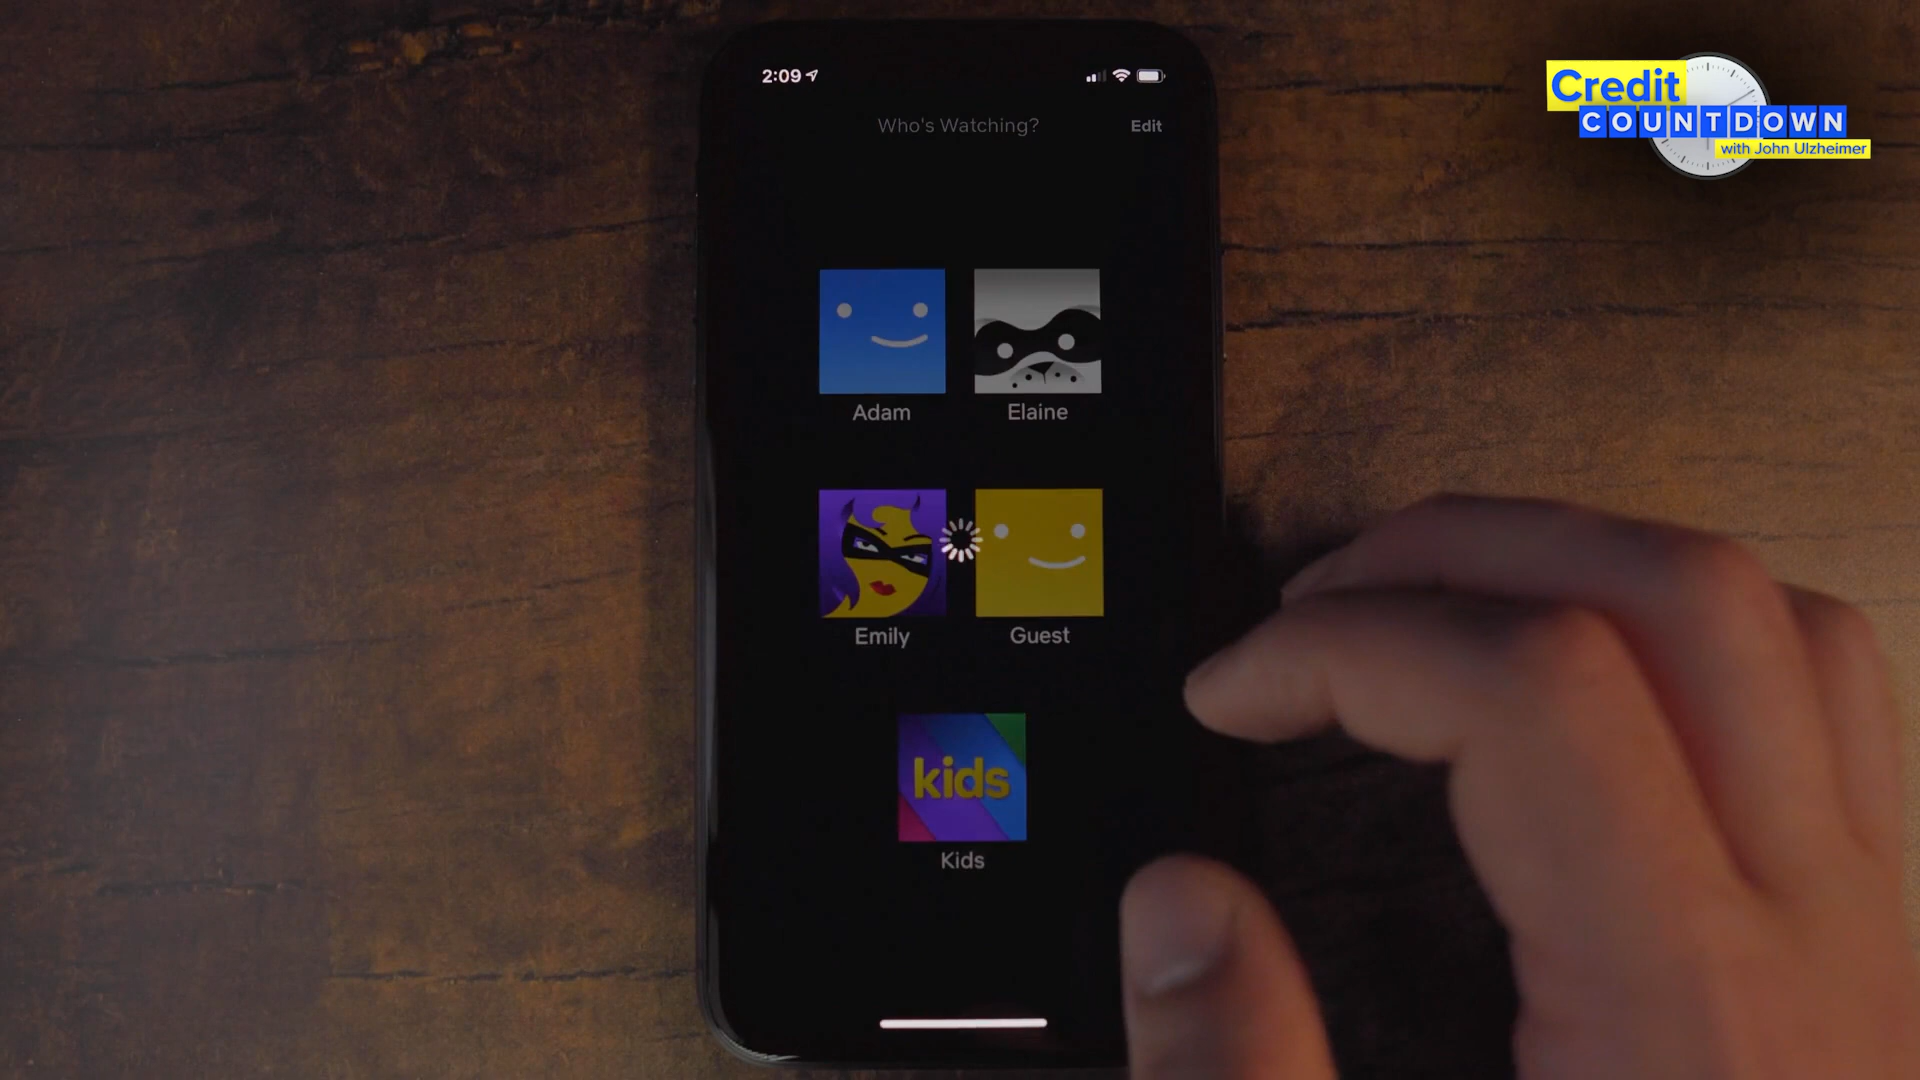 2:09
Who's Watching?
Edit
Adam
Elaine
Emily
Guest
kids
Kids
Credit
COUNTDOWN
with John Ulzheimer